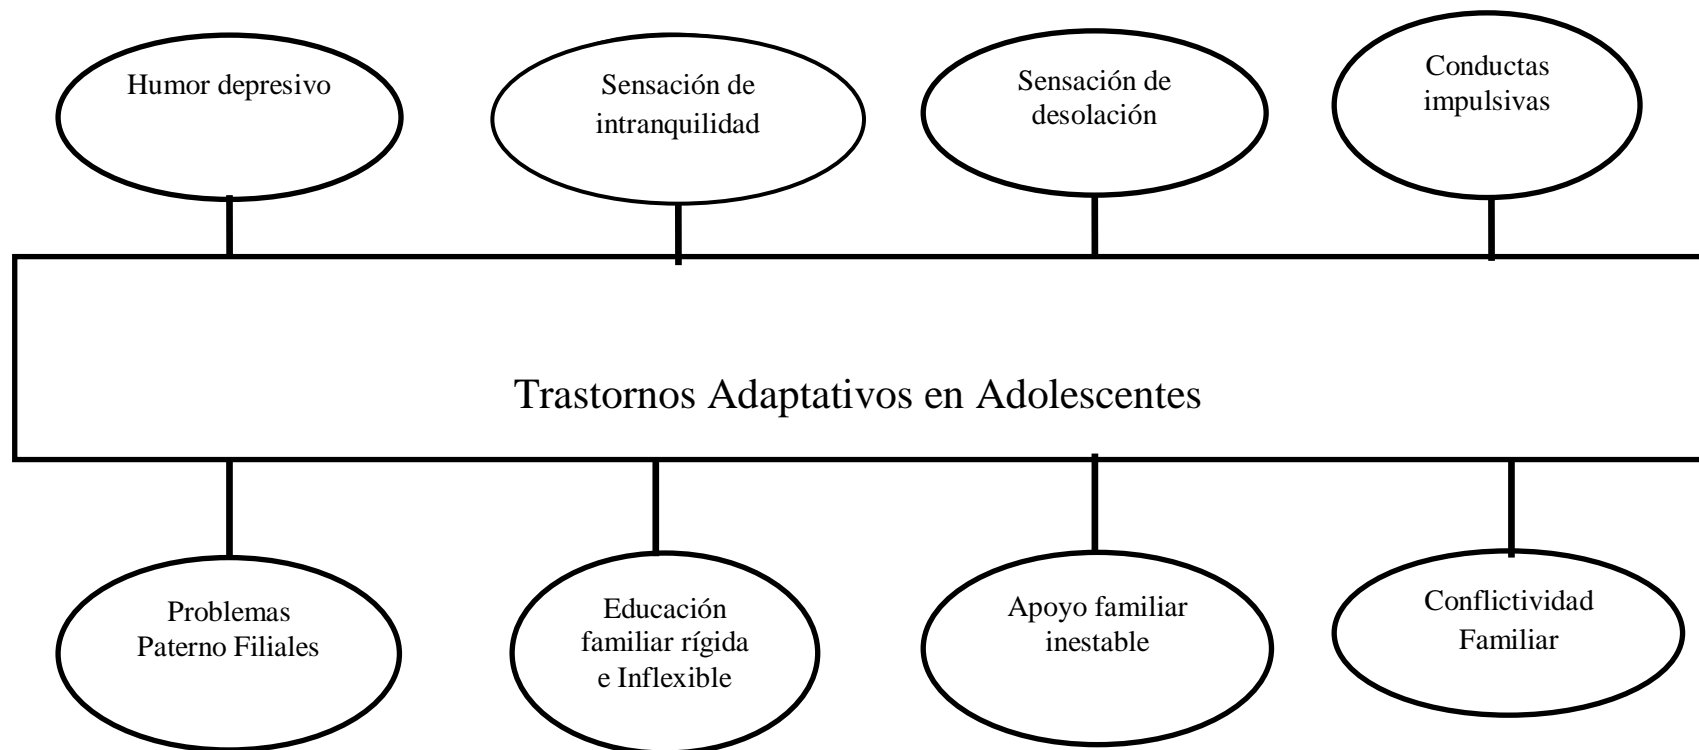 Humor depresivo
Sensación de
intranquilidad
Sensación de
desolación
Conductas
impulsivas
Trastornos Adaptativos en Adolescentes
Problemas
Paterno Filiales
Educación
familiar rígida
e Inflexible
Apoyo familiar
inestable
Conflictividad
Familiar